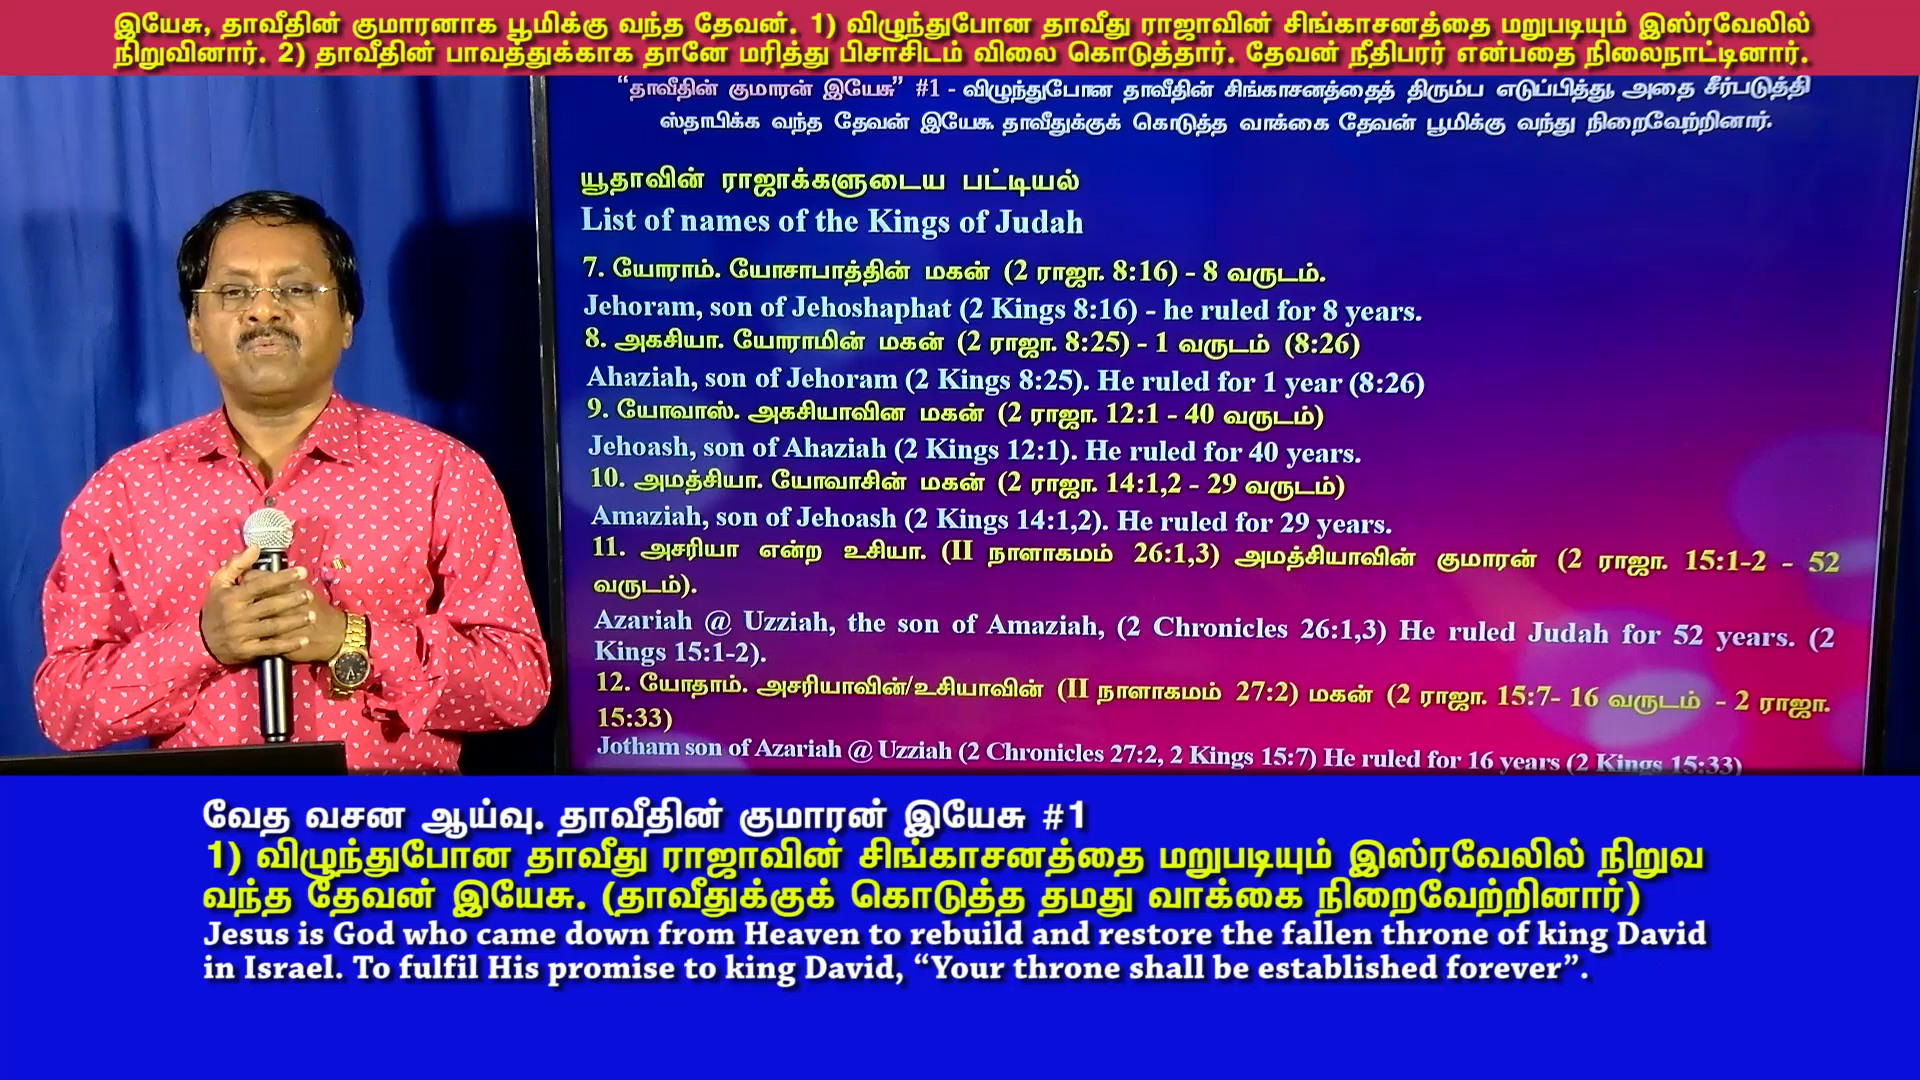 இயேசு, தாவீதின் குமாரனாக பூமிக்கு வந்த தேவன். 1) விழுந்துபோன தாவீது ராஜாவின் சிங்காசனத்தை மறுபடியும் இஸ்ரவேலில்
நிறுவினார். 2) தாவீதின் பாவத்துக்காக தானே மரித்து பிசாசிடம் விலை கொடுத்தார். தேவன் நீதிபரர் என்பதை நிலைநாட்டினார்.
“தாவீதின் குமாரன் இயேசு” #1 - விழுந்துபோன தாவீதின் சிங்காசனத்தைத் திரும்ப எடுப்பித்து, அதை சீர்படுத்தி
ஸ்தாபிக்க வந்த தேவன் இயேசு. தாவீதுக்குக் கொடுத்த வாக்கை தேவன் பூமிக்கு வந்து நிறைவேற்றினார்.
யூதாவின் ராஜாக்களுடைய பட்டியல்
List of names of the Kings of Judah
7. யோராம். யோசாபாத்தின் மகன் (2 ராஜா. 8:16) - 8 வருடம்.
Jehoram, son of Jehoshaphat (2 Kings 8:16) - he ruled for 8 years.
8. அகசியா. யோராமின் மகன் (2 ராஜா. 8:25) - 1 வருடம் (8:26)
Ahaziah, son of Jehoram (2 Kings 8:25). He ruled for 1 year (8:26)
9. யோவாஸ். அகசியாவின மகன் (2 ராஜா. 12:1 - 40 வருடம்)
Jehoash, son of Ahaziah (2 Kings 12:1). He ruled for 40 years.
10. அமத்சியா. யோவாசின் மகன் (2 ராஜா. 14:1,2 - 29 வருடம்)
Amaziah, son of Jehoash (2 Kings 14:1,2). He ruled for 29 years.
11. அசரியா என்ற உசியா. (II நாளாகமம் 26:1,3) அமத்சியாவின் குமாரன் (2 ராஜா. 15:1-2 - 52
வருடம்).
Azariah @ Uzziah, the son of Amaziah, (2 Chronicles 26:1,3) He ruled Judah for 52 years. (2
Kings 15:1-2).
12. யோதாம். அசரியாவின்/உசியாவின் (II நாளாகமம் 27:2) மகன் (2 ராஜா. 15:7- 16 வருடம் - 2 ராஜா.
15:33)
Jotham son of Azariah @ Uzziah (2 Chronicles 27:2, 2 Kings 15:7) He ruled for 16 years (2 Kings 15:33)
வேத வசன ஆய்வு. தாவீதின் குமாரன் இயேசு #1
1) விழுந்துபோன தாவீது ராஜாவின் சிங்காசனத்தை மறுபடியும் இஸ்ரவேலில் நிறுவ
வந்த தேவன் இயேசு. (தாவீதுக்குக் கொடுத்த தமது வாக்கை நிறைவேற்றினார்)
Jesus is God who came down from Heaven to rebuild and restore the fallen throne of king David
in Israel. To fulfil His promise to king David, “Your throne shall be established forever”.